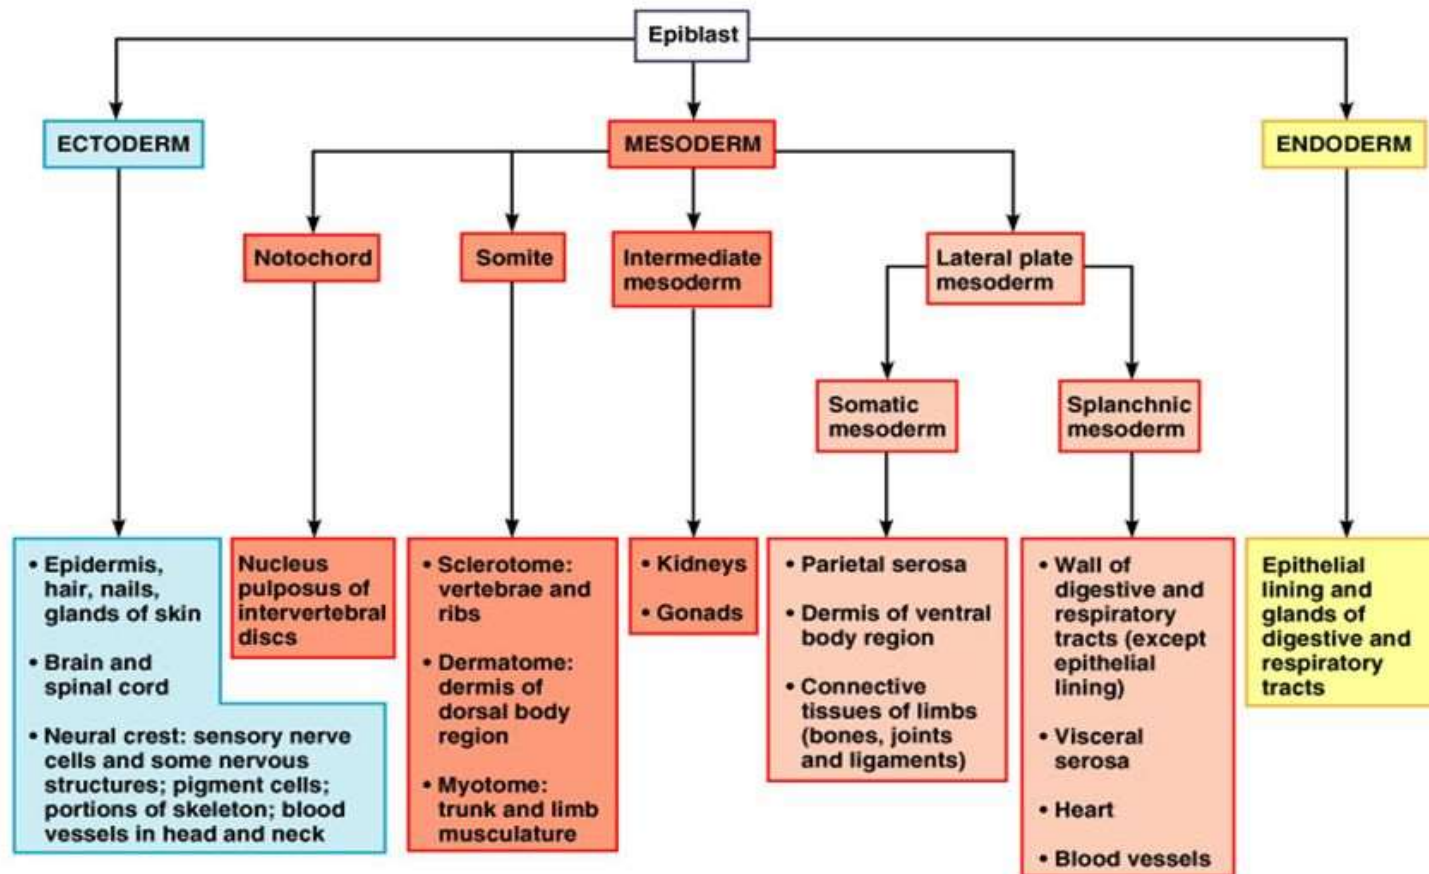 Epiblast
ECTODERM
MESODERM
ENDODERM
Notochord
Somite
Intermediate
mesoderm
Lateral plate
mesoderm
Somatic
mesoderm
Splanchnic
mesoderm
• Epidermis,
hair, nails,
glands of skin
• Brain and
spinal cord
• Neural crest: sensory nerve
cells and some nervous
structures; pigment cells;
portions of skeleton; blood
vessels in head and neck
Nucleus
pulposus of
intervertebral
discs
• Sclerotome:
vertebrae and
ribs
• Dermatome:
dermis of
dorsal body
region
• Myotome:
trunk and limb
musculature
• Kidneys
• Gonads
• Parietal serosa
• Dermis of ventral
body region
• Connective
tissues of limbs
(bones, joints
and ligaments)
• Wall of
digestive and
respiratory
tracts (except
epithelial
lining)
• Visceral
serosa
• Heart
• Blood vessels
Epithelial
lining and
glands of
digestive and
respiratory
tracts